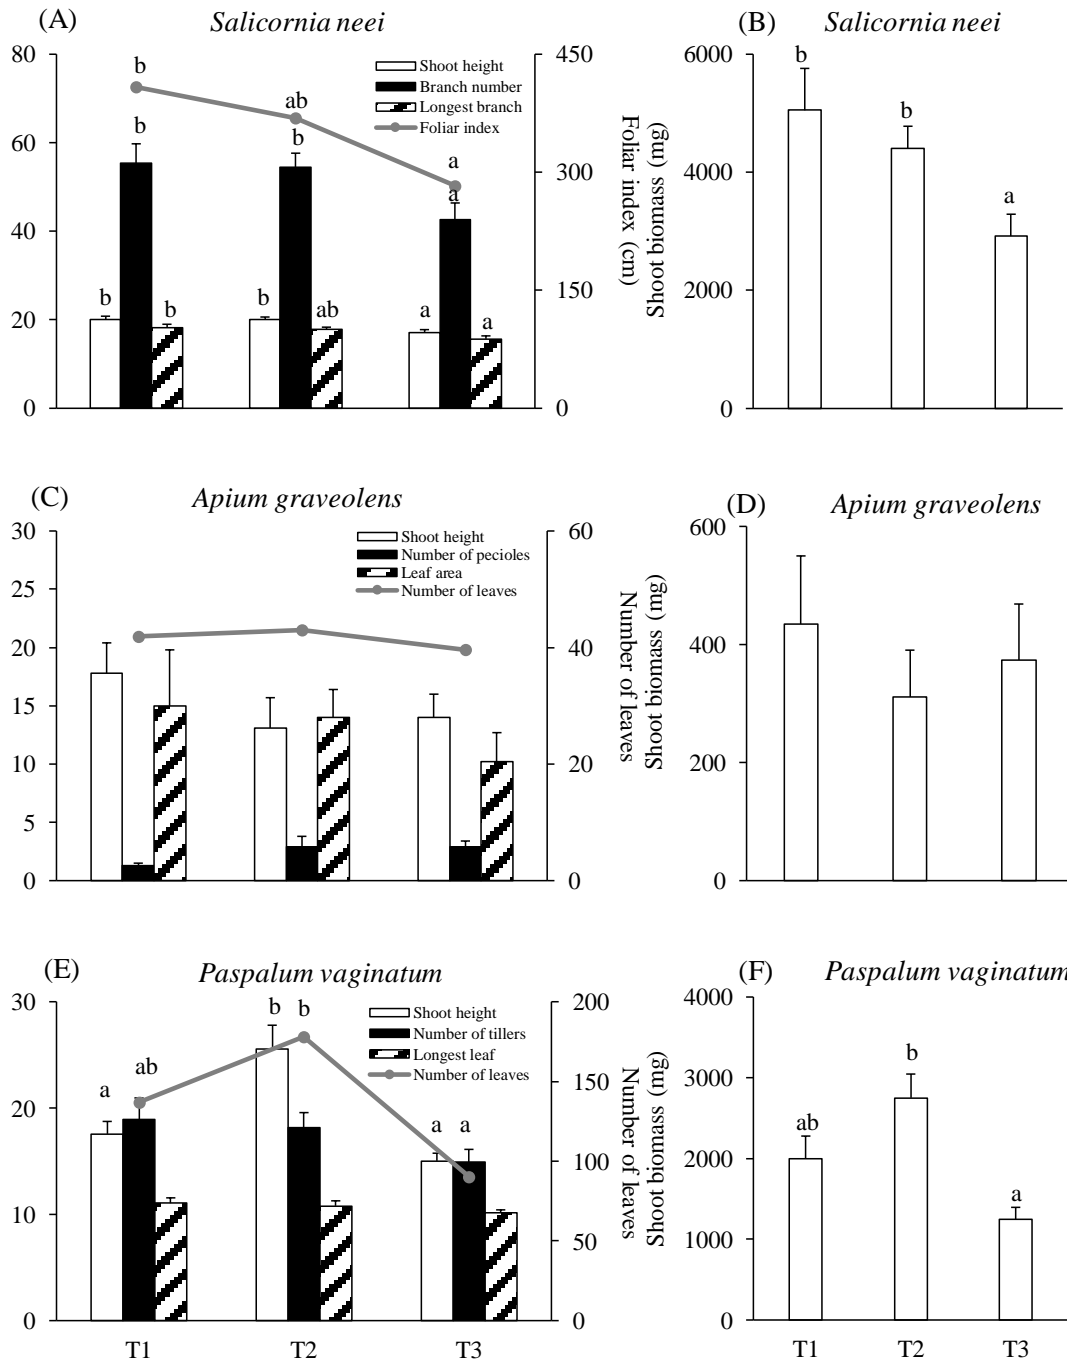 (A)
Salicornia neei
80
60
40
20
0
450
300
150
0
Foliar index (cm)
Shoot height
Branch number
Longest branch
Foliar index
b
ab
a
b
b
a
b
b
b
ab
a
a
(B)
Salicornia neei
6000
4000
2000
0
Shoot biomass (mg)
b
b
a
(C)
Apium graveolens
30
25
20
15
10
5
0
60
40
20
0
Number of leaves
Shoot height
Number of pecioles
Leaf area
Number of leaves
(D)
Apium graveolens
600
400
200
0
Shoot biomass (mg)
(E)
Paspalum vaginatum
30
20
10
0
200
150
100
50
0
Number of leaves
Shoot height
Number of tillers
Longest leaf
Number of leaves
a
ab
b
b
a
a
T1
T2
T3
(F)
Paspalum vaginatum
4000
3000
2000
1000
0
Shoot biomass (mg)
ab
b
a
T1
T2
T3